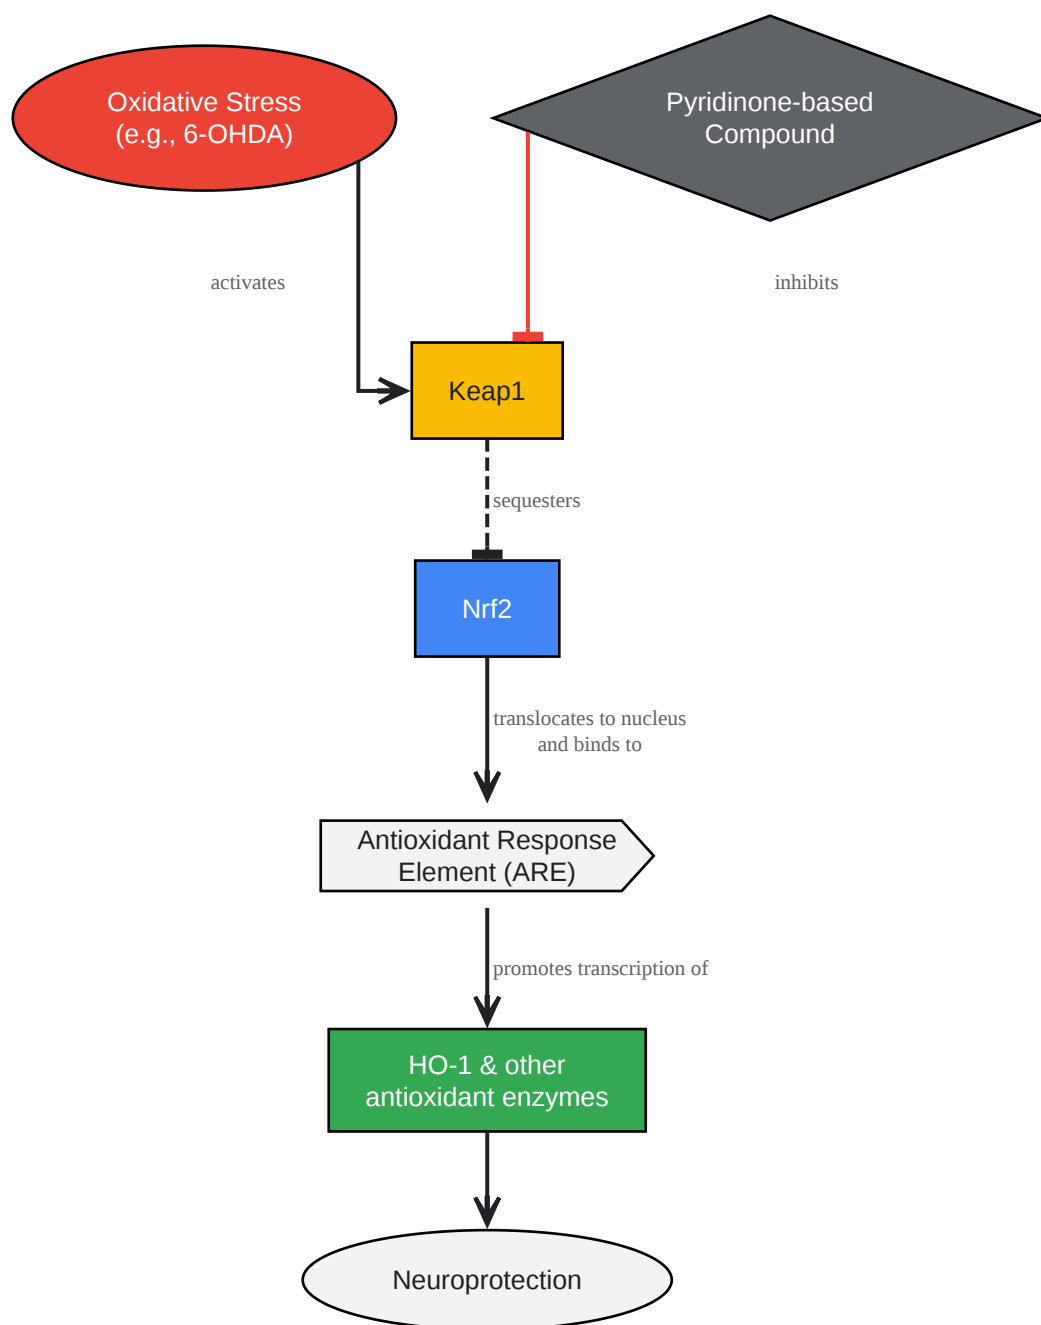 Oxidative Stress
(e.g., 6-OHDA)
Pyridinone-based
Compound
activates
inhibits
Keap1
sequesters
Nrf2
translocates to nucleus
and binds to
Antioxidant Response
Element (ARE)
promotes transcription of
HO-1 & other
antioxidant enzymes
Neuroprotection